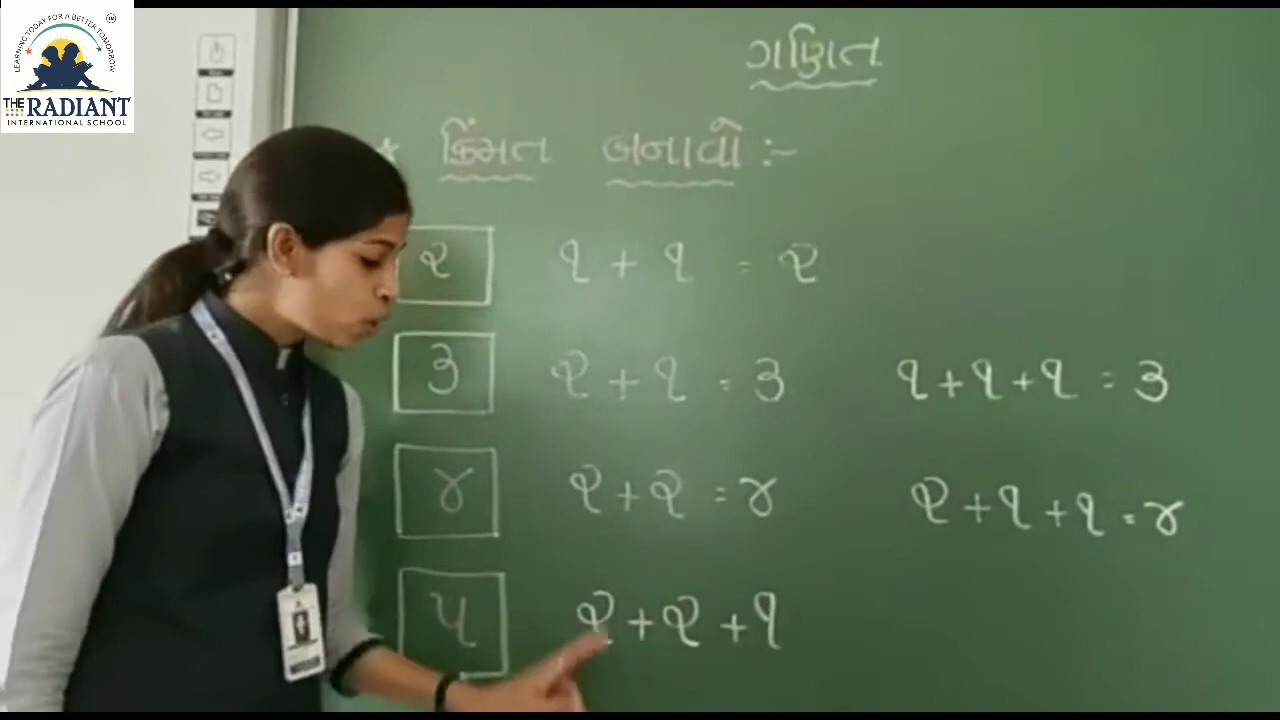 LEARNING TODAY FOR A BETTER TOMORROW
TM
THE RADIANT
INTERNATIONAL SCHOOL
ગણિત
* કિંમત બનાવો :-
૨ ૧ + ૧ = ૨
૩ ૨ + ૧ = ૩ ૧ + ૧ + ૧ = ૩
૪ ૨ + ૨ = ૪ ૨ + ૧ + ૧ = ૪
૫ ૨ + ૨ + ૧